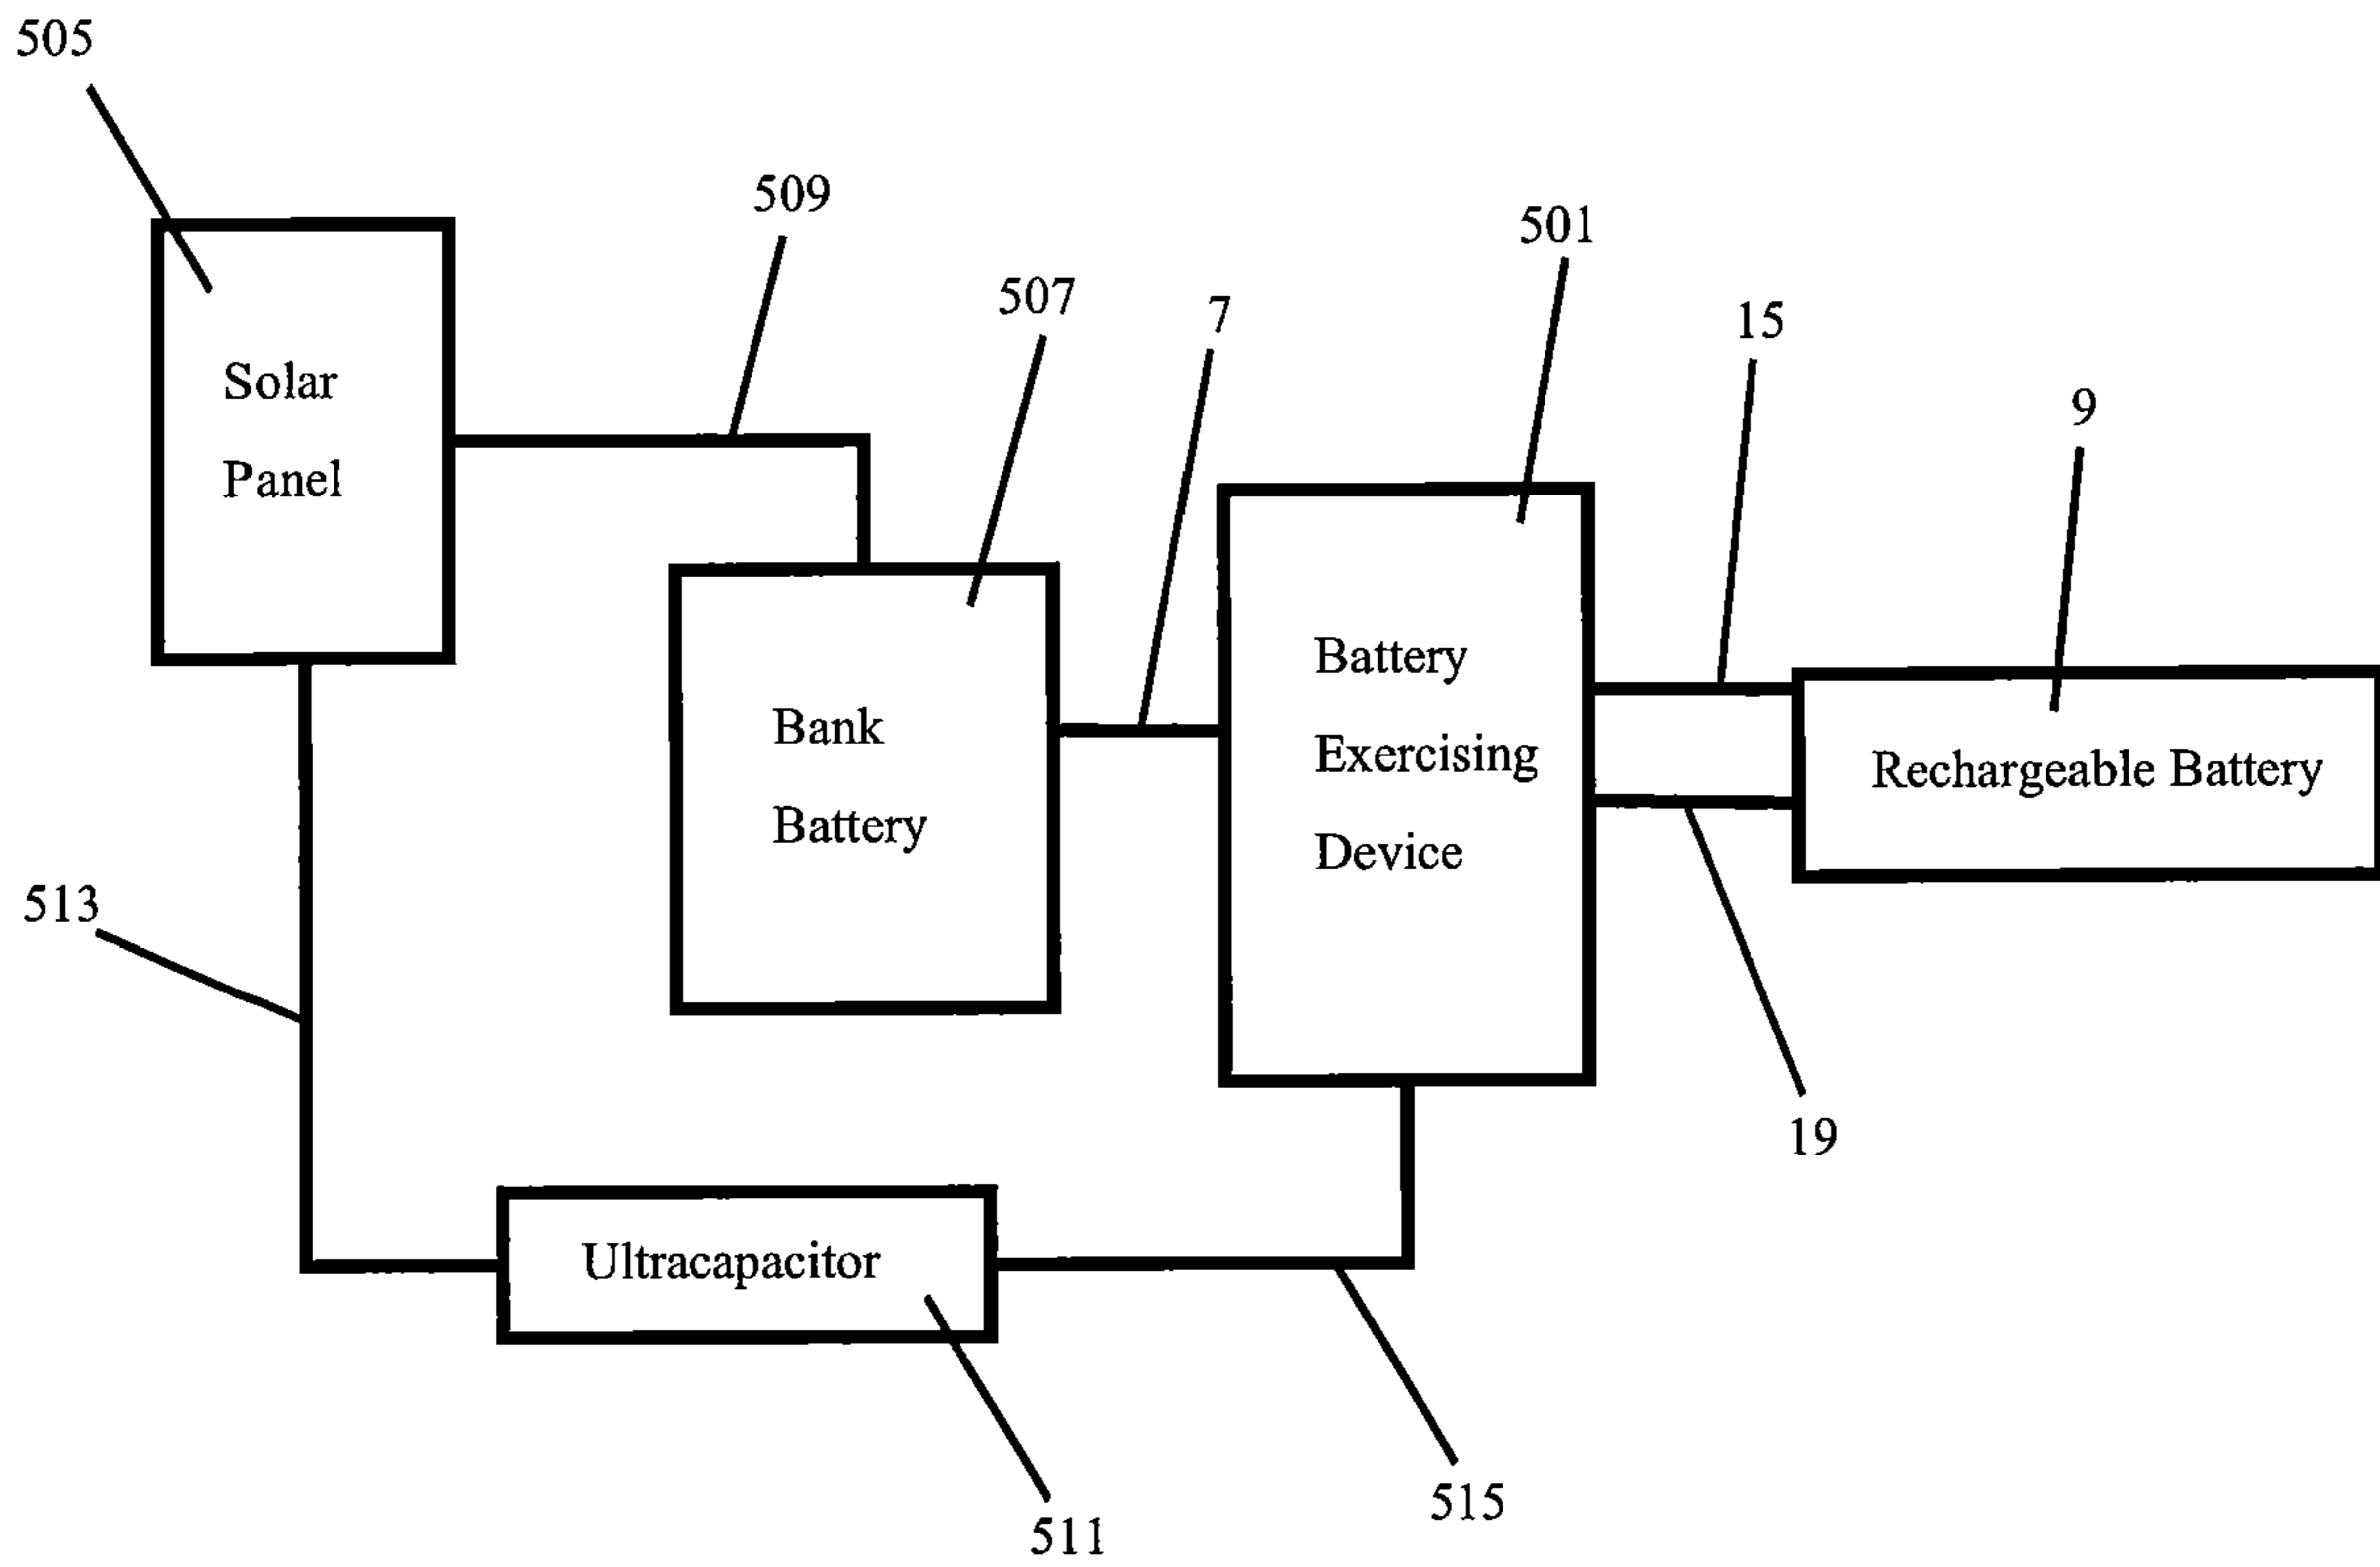 505
509
501
507
7
15
9
Solar
Panel
Battery
Exercising
Device
Bank
Battery
Rechargeable Battery
513
19
Ultracapacitor
515
511